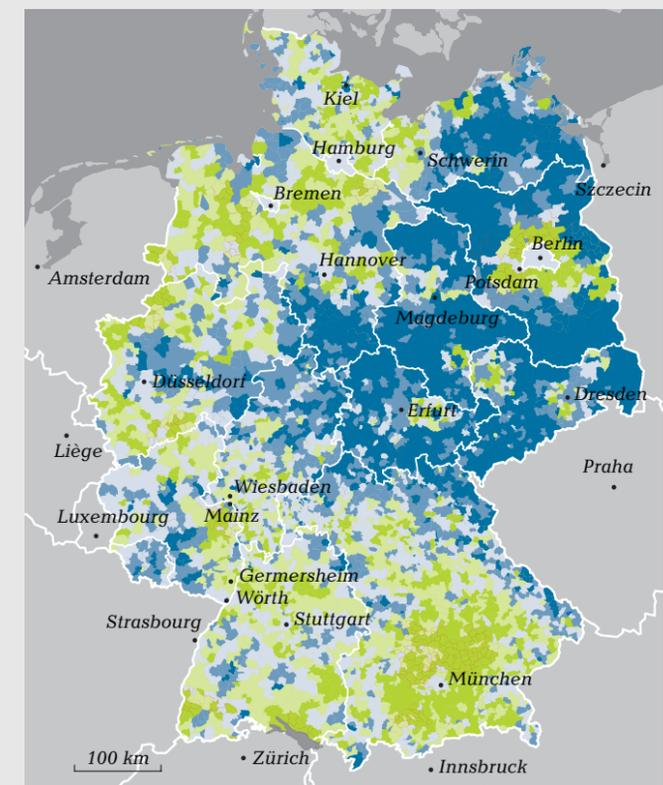 Kiel
Hamburg
Schwerin
Szczecin
Bremen
Berlin
Hannover
Amsterdam
Potsdam
Magdeburg
Düsseldorf
Dresden
Erfurt
Liège
Praha
Wiesbaden
Luxembourg
Mainz
Germersheim
Wörth
Strasbourg
Stuttgart
München
100 km
Zürich
Innsbruck